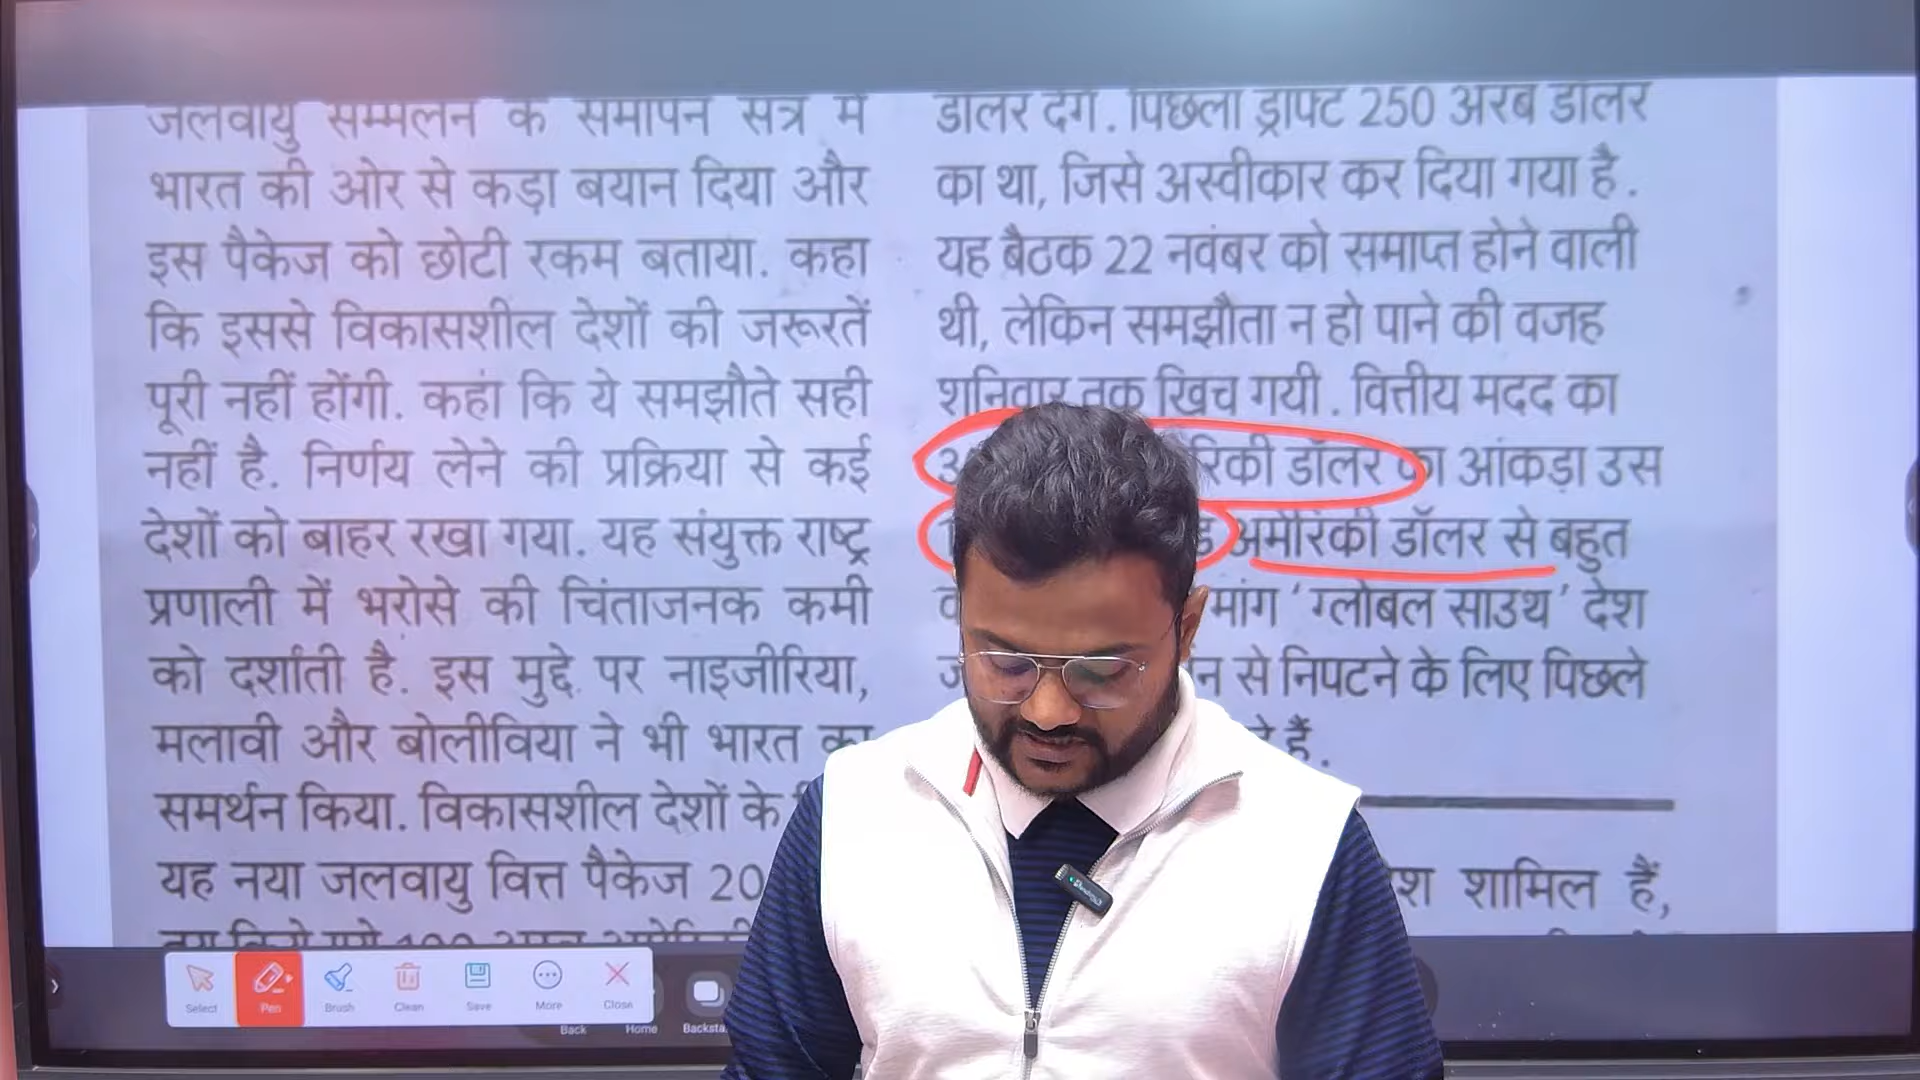 जलवायु सम्मेलन के समापन सत्र में
भारत की ओर से कड़ा बयान दिया और
इस पैकेज को छोटी रकम बताया. कहा
कि इससे विकासशील देशों की जरूरतें
पूरी नहीं होंगी. कहां कि ये समझौते सही
नहीं है. निर्णय लेने की प्रक्रिया से कई
देशों को बाहर रखा गया. यह संयुक्त राष्ट्र
प्रणाली में भरोसे की चिंताजनक कमी
को दर्शाती है. इस मुद्दे पर नाइजीरिया,
मलावी और बोलीविया ने भी भारत का
समर्थन किया. विकासशील देशों के
यह नया जलवायु वित्त पैकेज 20
डॉलर देंगे. पिछला ड्राफ्ट 250 अरब डॉलर
का था, जिसे अस्वीकार कर दिया गया है.
यह बैठक 22 नवंबर को समाप्त होने वाली
थी, लेकिन समझौता न हो पाने की वजह
शनिवार तक खिच गयी. वित्तीय मदद का
डॉलर का आंकड़ा उस
अमेरिकी डॉलर से बहुत
मांग ‘ग्लोबल साउथ’ देश
से निपटने के लिए पिछले
हैं.
शामिल हैं,
Select Pen Brush Clean Save More Close
Back Home Backsta